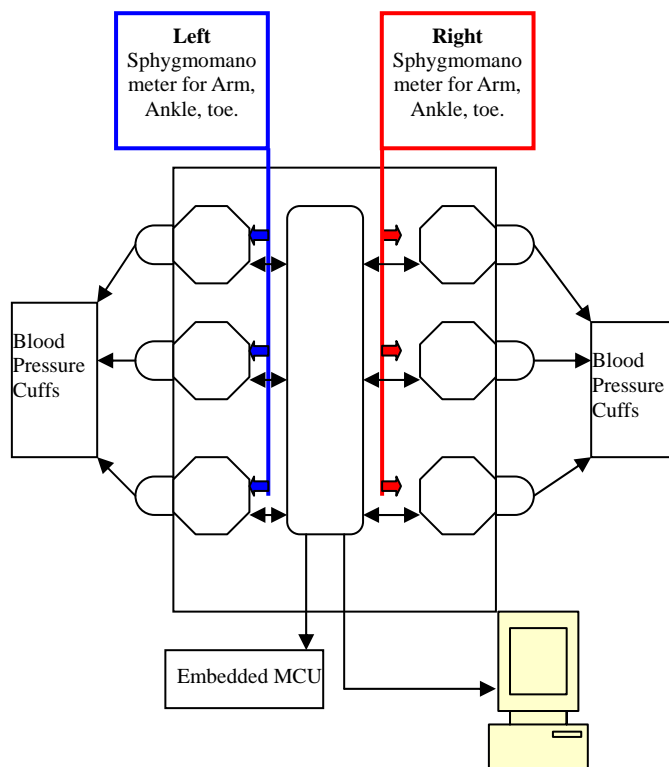 Left
Sphygmomano
meter for Arm,
Ankle, toe.
Right
Sphygmomano
meter for Arm,
Ankle, toe.
Blood
Pressure
Cuffs
Blood
Pressure
Cuffs
Embedded MCU